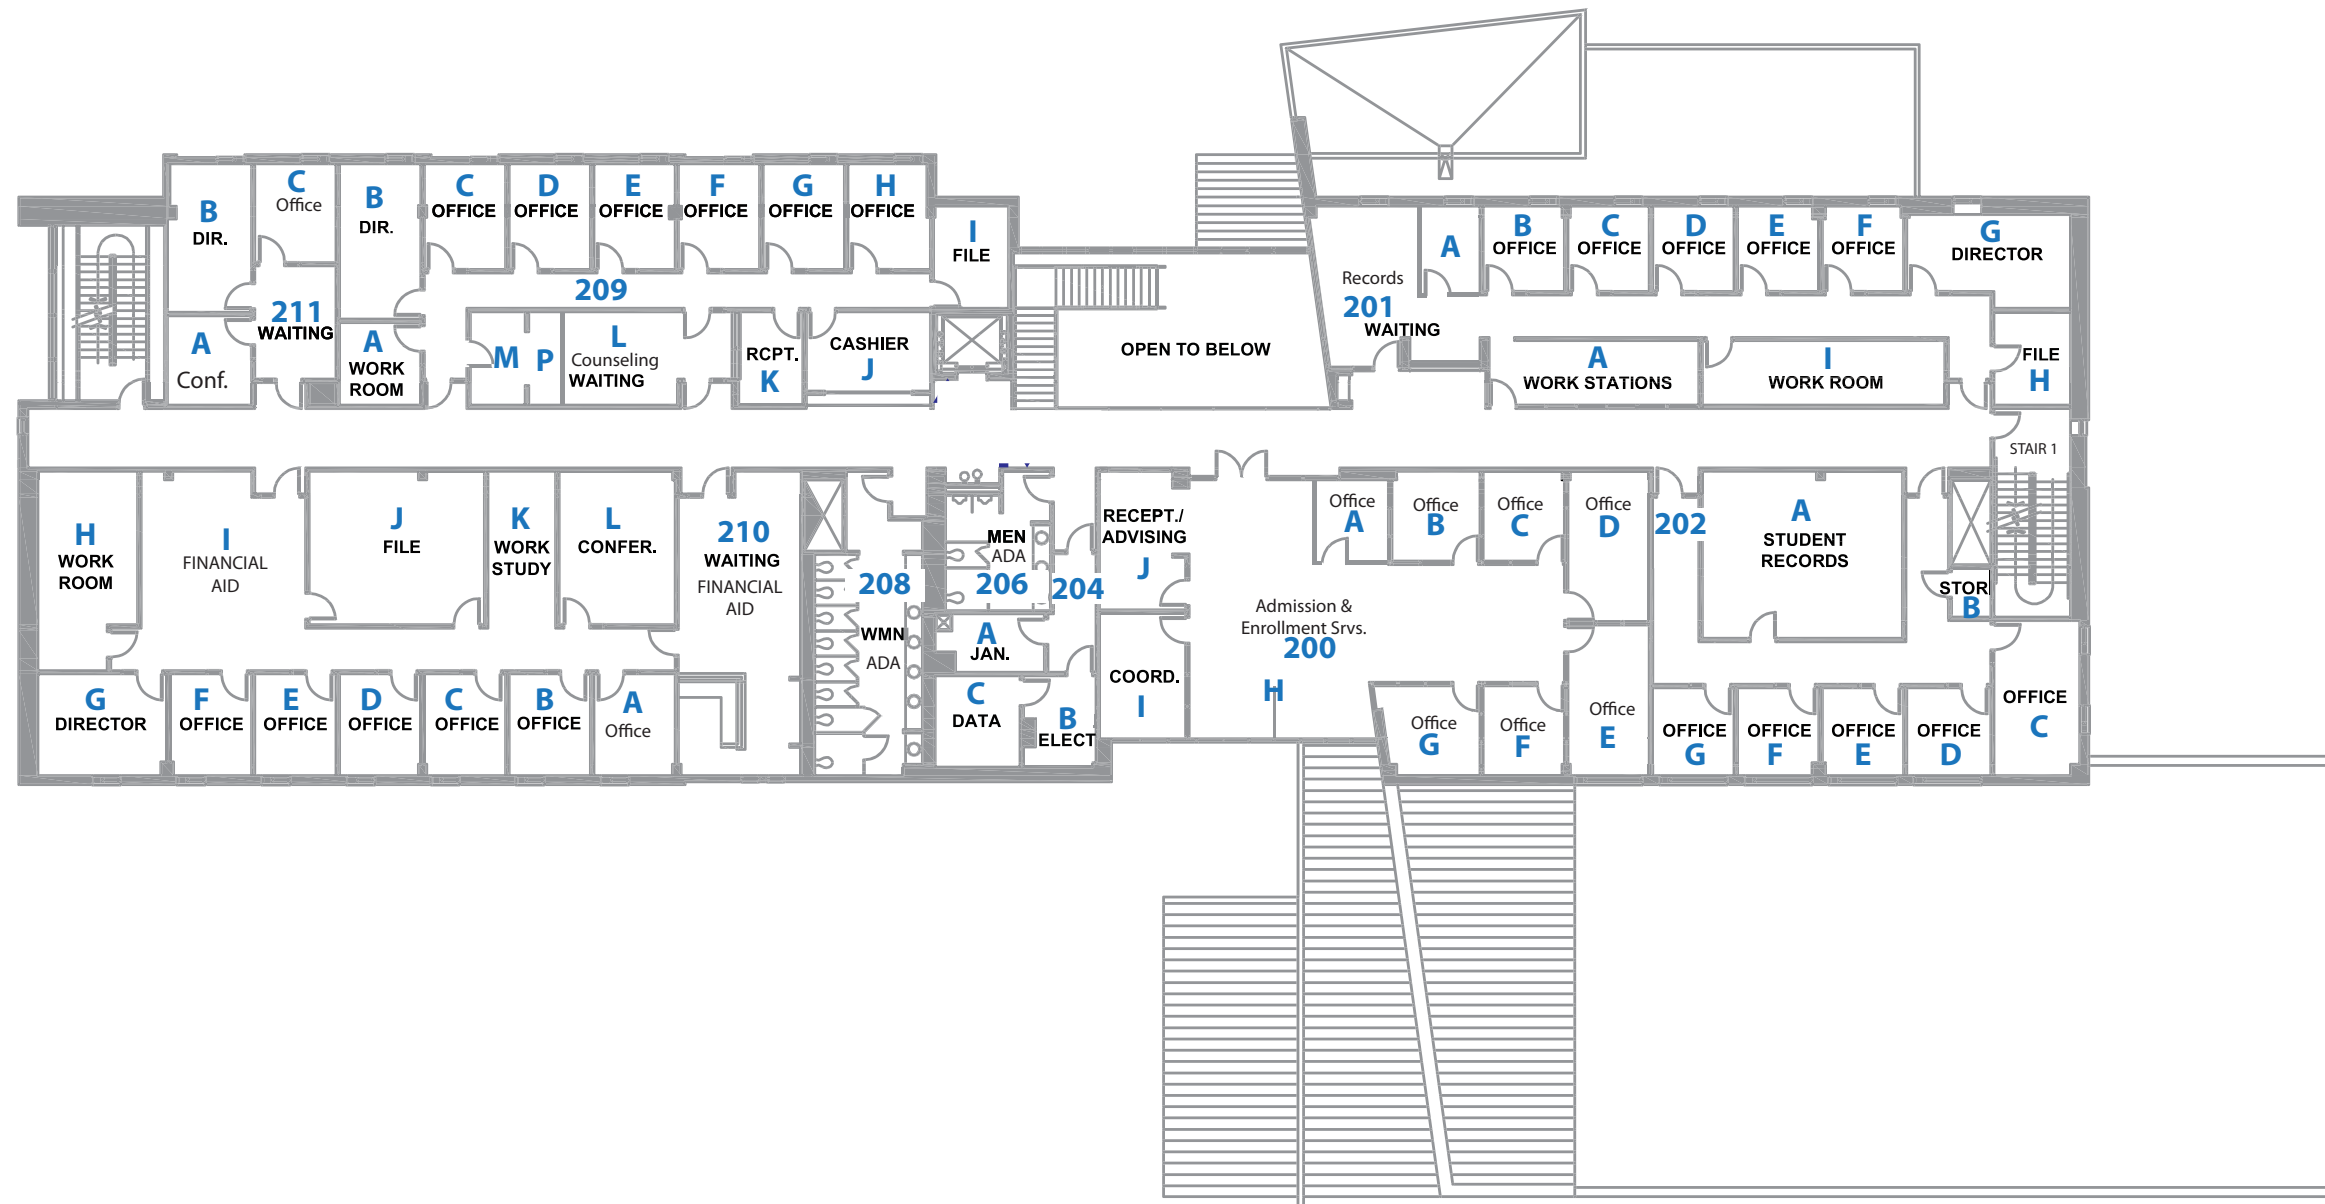 B
DIR.
C
Office
B
DIR.
C
OFFICE
D
OFFICE
E
OFFICE
F
OFFICE
G
OFFICE
H
OFFICE
I
FILE
209
211
WAITING
A
Conf.
A
WORK
ROOM
M
P
L
Counseling
WAITING
RCPT.
K
CASHIER
J
OPEN TO BELOW
Records
201
WAITING
A
B
OFFICE
C
OFFICE
D
OFFICE
E
OFFICE
F
OFFICE
G
DIRECTOR
A
WORK STATIONS
I
WORK ROOM
FILE
H
STAIR 1
H
WORK
ROOM
I
FINANCIAL
AID
J
FILE
K
WORK
STUDY
L
CONFER.
210
WAITING
FINANCIAL
AID
208
WMN
ADA
MEN
ADA
206
204
A
JAN.
C
DATA
B
ELECT
RECEPT./
ADVISING
J
COORD.
I
Admission &
Enrollment Srvs.
200
H
Office
A
Office
B
Office
C
Office
D
202
A
STUDENT
RECORDS
STOR
B
G
DIRECTOR
F
OFFICE
E
OFFICE
D
OFFICE
C
OFFICE
B
OFFICE
A
Office
Office
G
Office
F
Office
E
OFFICE
G
OFFICE
F
OFFICE
E
OFFICE
D
OFFICE
C